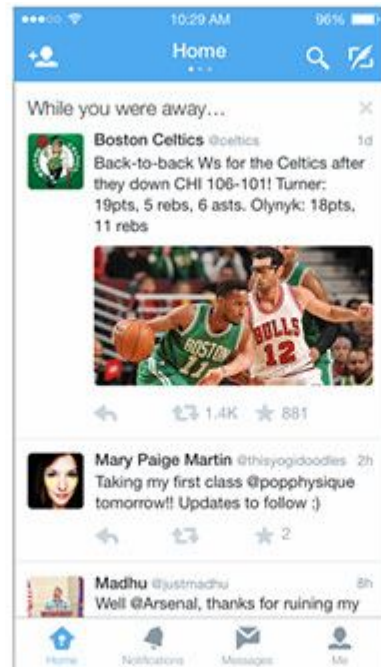 10:29 AM 96%
Home
While you were away...
Boston Celtics @celtics 1d
Back-to-back Ws for the Celtics after
they down CHI 106-101! Turner:
19pts, 5 rebs, 6 asts. Olynyk: 18pts,
11 rebs
BOSTON
11
BULLS
12
1.4K 881
Mary Paige Martin @thisyogidoodles 2h
Taking my first class @popphysique
tomorrow!! Updates to follow :)
2
Madhu @justmadhu 8h
Well @Arsenal, thanks for ruining my
Home Notifications Messages Me